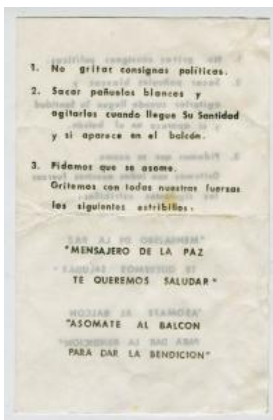 1. No gritar consignas políticas.
2. Sacar pañuelos blancos y
agitarlos cuando llegue Su Santidad
y si aparece en el balcón.
3. Pidamos que se asome.
Gritemos con todas nuestras fuerzas
los siguientes estribillos.
"MENSAJERO DE LA PAZ
TE QUEREMOS SALUDAR"
"ASOMATE AL BALCON
PARA DAR LA BENDICION"